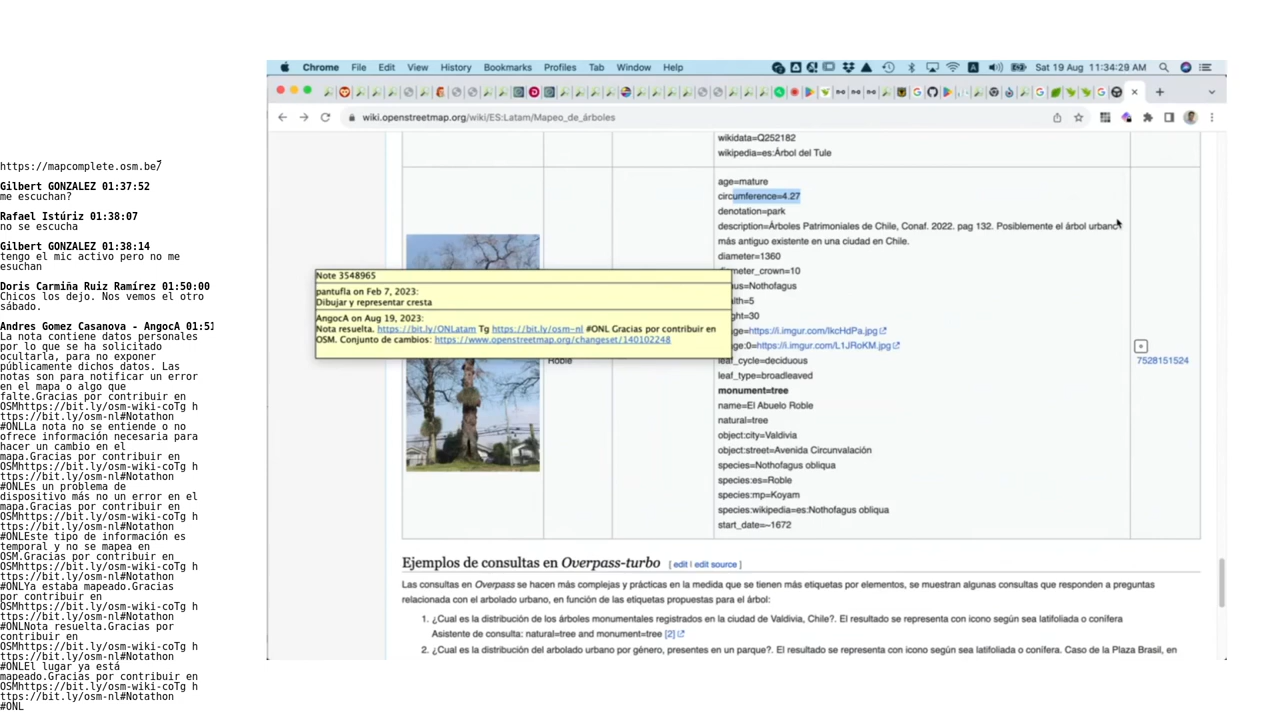 https://mapcomplete.osm.be/
Gilbert GONZALEZ 01:37:52
me escuchan?
Rafael Istúriz 01:38:07
no se escucha
Gilbert GONZALEZ 01:38:14
tengo el mic activo pero no me
esuchan
Doris Carmiña Ruiz Ramírez 01:50:00
Chicos los dejo. Nos vemos el otro
sábado.
Andres Gomez Casanova - AngocA 01:51
La nota contiene datos personales
por lo que se ha solicitado
ocultarla, para no exponer
públicamente dichos datos. Las
notas son para notificar un error
en el mapa o algo que
falte.Gracias por contribuir en
OSMhttps://bit.ly/osm-wiki-coTg h
ttps://bit.ly/osm-nl#Notathon
#ONLLa nota no se entiende o no
ofrece información necesaria para
hacer un cambio en el
mapa.Gracias por contribuir en
OSMhttps://bit.ly/osm-wiki-coTg h
ttps://bit.ly/osm-nl#Notathon
#ONLEs un problema de
dispositivo más no un error en el
mapa.Gracias por contribuir en
OSMhttps://bit.ly/osm-wiki-coTg h
ttps://bit.ly/osm-nl#Notathon
#ONLEste tipo de información es
temporal y no se mapea en
OSM.Gracias por contribuir en
OSMhttps://bit.ly/osm-wiki-coTg h
ttps://bit.ly/osm-nl#Notathon
#ONLYa estaba mapeado.Gracias
por contribuir en
OSMhttps://bit.ly/osm-wiki-coTg h
ttps://bit.ly/osm-nl#Notathon
#ONLNota resuelta.Gracias por
contribuir en
OSMhttps://bit.ly/osm-wiki-coTg h
ttps://bit.ly/osm-nl#Notathon
#ONLEl lugar ya está
mapeado.Gracias por contribuir en
OSMhttps://bit.ly/osm-wiki-coTg h
ttps://bit.ly/osm-nl#Notathon
#ONL
Chrome File Edit View History Bookmarks Profiles Tab Window Help Sat 19 Aug 11:34:29 AM
wiki.openstreetmap.org/wiki/ES:Latam/Mapeo_de_árboles
wikidata=Q252182
wikipedia=es:Árbol del Tule
age=mature
circumference=4.27
denotation=park
description=Árboles Patrimoniales de Chile, Conaf. 2022. pag 132. Posiblemente el árbol urbano
más antiguo existente en una ciudad en Chile.
diameter=1360
diameter_crown=10
us=Nothofagus
lth=5
ght=30
ge=https://i.imgur.com/lkcHdPa.jpg
ge:0=https://i.imgur.com/L1JRoKM.jpg
leaf_cycle=deciduous
leaf_type=broadleaved
monument=tree
name=El Abuelo Roble
natural=tree
object:city=Valdivia
object:street=Avenida Circunvalación
species=Nothofagus obliqua
species:es=Roble
species:mp=Koyam
species:wikipedia=es:Nothofagus obliqua
start_date=~1672
Roble
7528151524
Note 3548965
pantufla on Feb 7, 2023:
Dibujar y representar cresta
AngocA on Aug 19, 2023:
Nota resuelta. https://bit.ly/ONLatam Tg https://bit.ly/osm-nl #ONL Gracias por contribuir en
OSM. Conjunto de cambios: https://www.openstreetmap.org/changeset/140102248
Ejemplos de consultas en Overpass-turbo [ edit | edit source ]
Las consultas en Overpass se hacen más complejas y prácticas en la medida que se tienen más etiquetas por elementos, se muestran algunas consultas que responden a preguntas
relacionada con el arbolado urbano, en función de las etiquetas propuestas para el árbol:
1. ¿Cual es la distribución de los árboles monumentales registrados en la ciudad de Valdivia, Chile?. El resultado se representa con icono según sea latifoliada o conífera
Asistente de consulta: natural=tree and monument=tree [2]
2. ¿Cual es la distribución del arbolado urbano por género, presentes en un parque?. El resultado se representa con icono según sea latifoliada o conífera. Caso de la Plaza Brasil, en